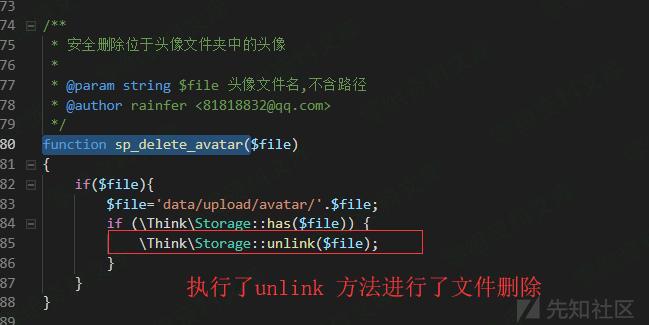 73
74 /**
75 * 安全删除位于头像文件夹中的头像
76 *
77 * @param string $file 头像文件名,不含路径
78 * @author rainfer <81818832@qq.com>
79 */
80 function sp_delete_avatar($file)
81 {
82 if($file){
83 $file='data/upload/avatar/'.$file;
84 if (\Think\Storage::has($file)) {
85 \Think\Storage::unlink($file);
86 }
87 }
执行了unlink 方法进行了文件删除
88 }
89
先知社区